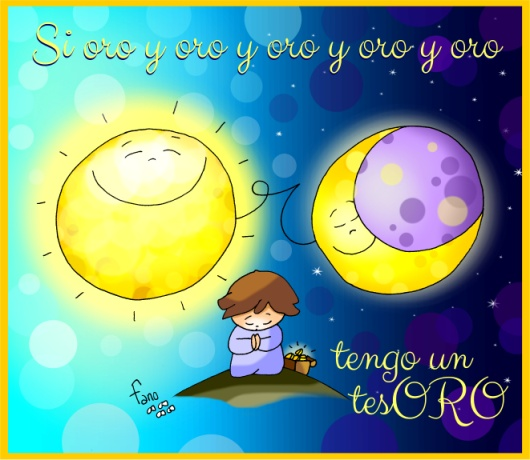 Si oro y oro y oro y oro y oro
tengo un
tesORO
fano